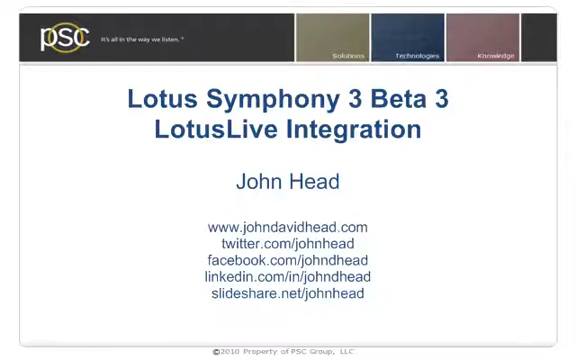 psc
It's all in the way we listen.®
Solutions
Technologies
Knowledge
Lotus Symphony 3 Beta 3
LotusLive Integration
John Head
www.johndavidhead.com
twitter.com/johnhead
facebook.com/johndhead
linkedin.com/in/johndhead
slideshare.net/johnhead
©2010 Property of PSC Group, LLC